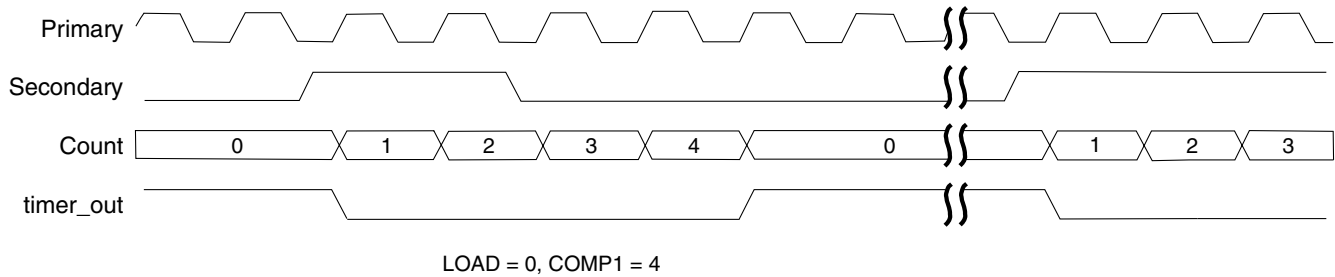 Primary
Secondary
Count 0 1 2 3 4 0 1 2 3
timer_out
LOAD = 0, COMP1 = 4